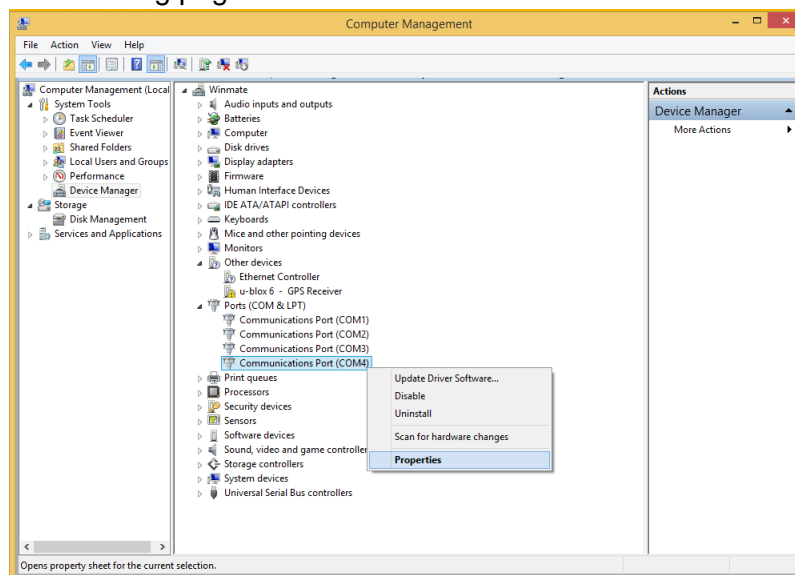 Computer Management
File Action View Help
Computer Management (Local
System Tools
Task Scheduler
Event Viewer
Shared Folders
Local Users and Groups
Performance
Device Manager
Storage
Disk Management
Services and Applications
Winmate
Audio inputs and outputs
Batteries
Computer
Disk drives
Display adapters
Firmware
Human Interface Devices
IDE ATA/ATAPI controllers
Keyboards
Mice and other pointing devices
Monitors
Other devices
Ethernet Controller
u-blox 6 - GPS Receiver
Ports (COM & LPT)
Communications Port (COM1)
Communications Port (COM2)
Communications Port (COM3)
Communications Port (COM4)
Print queues
Processors
Security devices
Sensors
Software devices
Sound, video and game controller
Storage controllers
System devices
Universal Serial Bus controllers
Update Driver Software...
Disable
Uninstall
Scan for hardware changes
Properties
Actions
Device Manager
More Actions
Opens property sheet for the current selection.